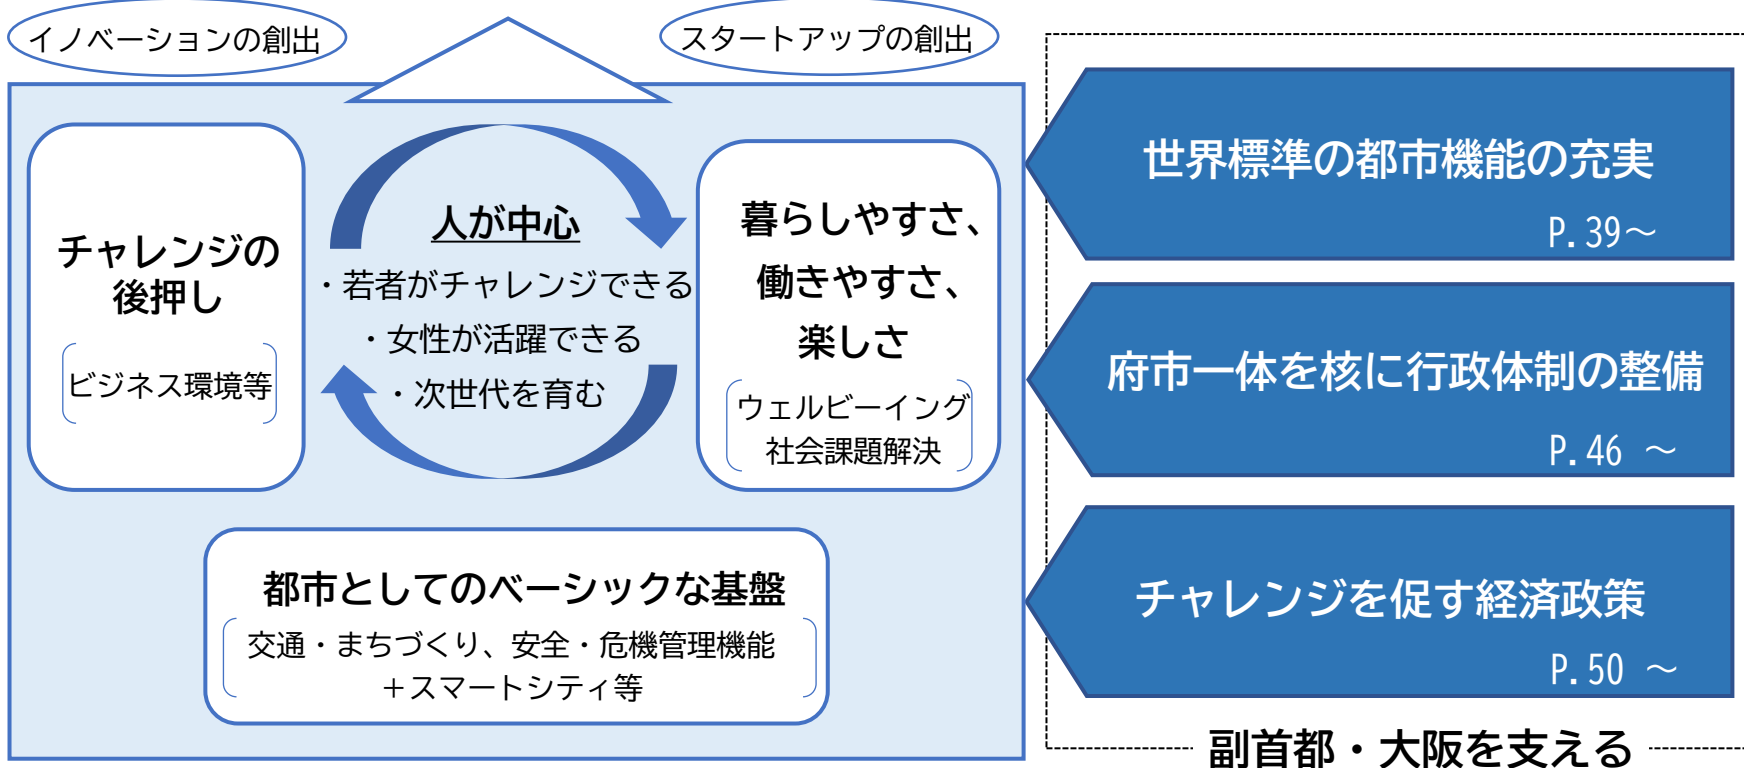 イノベーションの創出
スタートアップの創出
チャレンジの
後押し
ビジネス環境等
人が中心
・若者がチャレンジできる
・女性が活躍できる
・次世代を育む
暮らしやすさ、
働きやすさ、
楽しさ
ウェルビーイング
社会課題解決
都市としてのベーシックな基盤
交通・まちづくり、安全・危機管理機能
＋スマートシティ等
世界標準の都市機能の充実
P.39～
府市一体を核に行政体制の整備
P.46 ～
チャレンジを促す経済政策
P.50 ～
副首都・大阪を支える